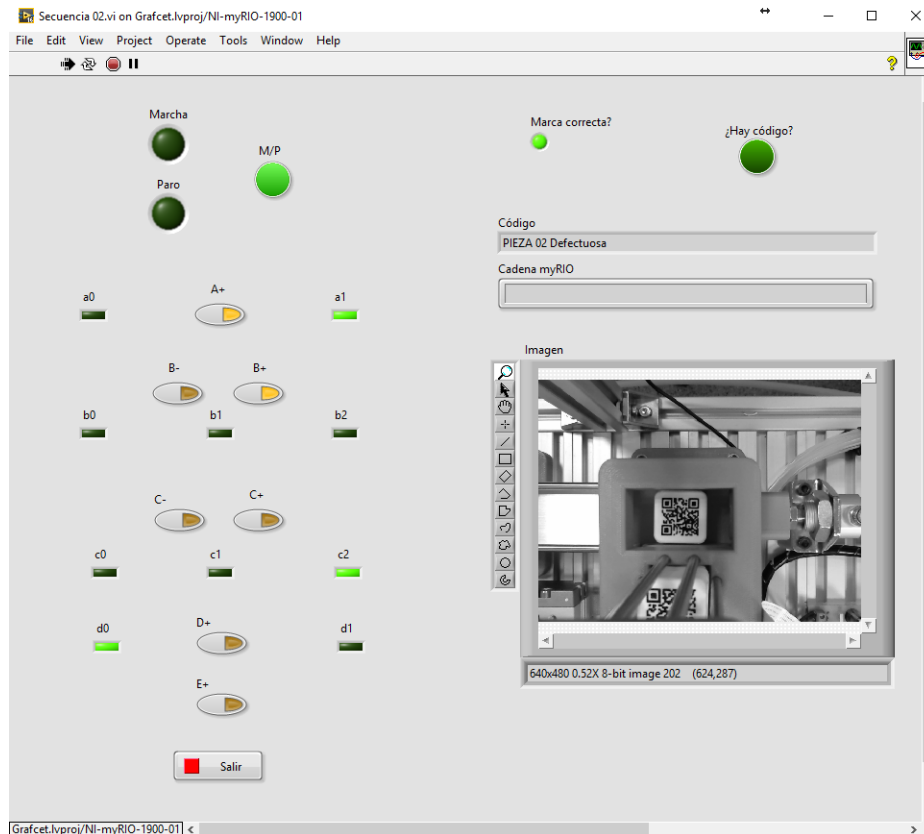 Secuencia 02.vi on Grafcet.lvproj/NI-myRIO-1900-01
File Edit View Project Operate Tools Window Help
Marcha
M/P
Paro
Marca correcta?
¿Hay código?
Código
PIEZA 02 Defectuosa
Cadena myRIO
a0 A+ a1
B- B+
b0 b1 b2
C- C+
c0 c1 c2
d0 D+ d1
E+
Salir
Imagen
640x480 0.52X 8-bit image 202 (624,287)
Grafcet.lvproj/NI-myRIO-1900-01